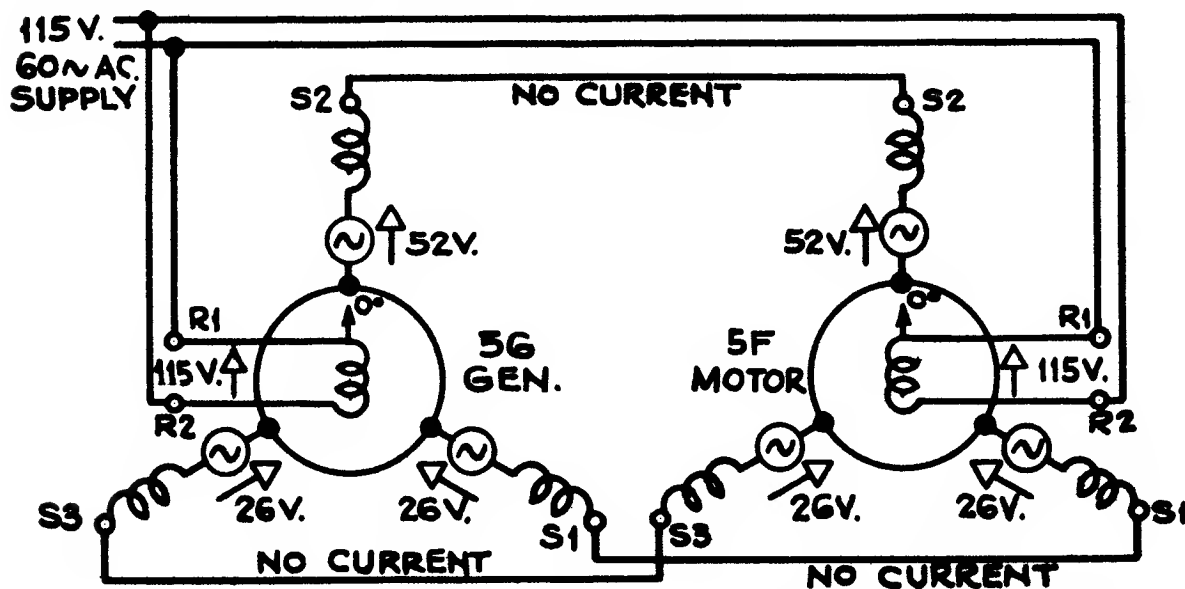 115 V.
60~ AC.
SUPPLY
S2
NO CURRENT
S2
52V.
52V.
0°
0°
R1
R1
5G
GEN.
5F
MOTOR
115V.
115V.
R2
R2
26V.
26V.
26V.
26V.
S3
S1
S3
S1
NO CURRENT
NO CURRENT